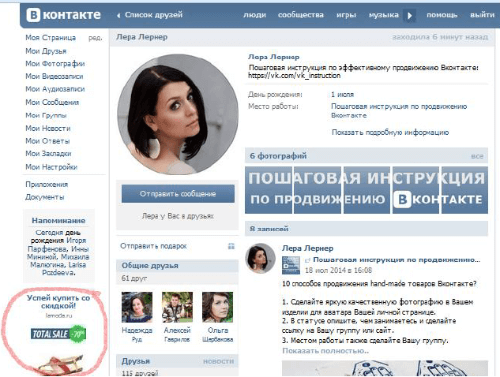 В контакте
Список друзей
люди сообщества игры музыка помощь выйти
Моя Страница ред.
Мои Друзья
Мои Фотографии
Мои Видеозаписи
Мои Аудиозаписи
Мои Сообщения
Мои Группы
Мои Новости
Мои Ответы
Мои Закладки
Мои Настройки
Приложения
Документы
Напоминание
Сегодня день
рождения Игоря
Парфенова, Инны
Мининой, Михаила
Малюгина, Larisa
Pozdeeva.
Успей купить со
скидкой!
lamoda.ru
TOTAL SALE -70%
Лера Лернер
Отправить сообщение
Лера у Вас в друзьях
Отправить подарок
Общие друзья
61 друг
Надежда
Руд
Алексей
Гаврилов
Ольга
Щербакова
Друзья новости
115 друзей
заходила 6 минут назад
Лера Лернер
Пошаговая инструкция по эффективному продвижению Вконтакте:
https://vk.com/vk_instruction
День рождения: 1 июля
Место работы: Пошаговая инструкция по продвижению
Вконтакте
Показать подробную информацию
6 фотографий все
ПОШАГОВАЯ ИНСТРУКЦИЯ
ПО ПРОДВИЖЕНИЮ В КОНТАКТЕ
8 записей
Лера Лернер
Пошаговая инструкция по продвижению...
18 июл 2014 в 16:08
10 способов продвижения hand-made товаров Вконтакте?
1. Сделайте яркую качественную фотографию в Вашем
изделии для аватара Вашей личной странице.
2. В статусе опишите, чем занимаетесь и сделайте
ссылку на Вашу группу или сайт.
3. Местом работы также сделайте Вашу группу.
Показать полностью..